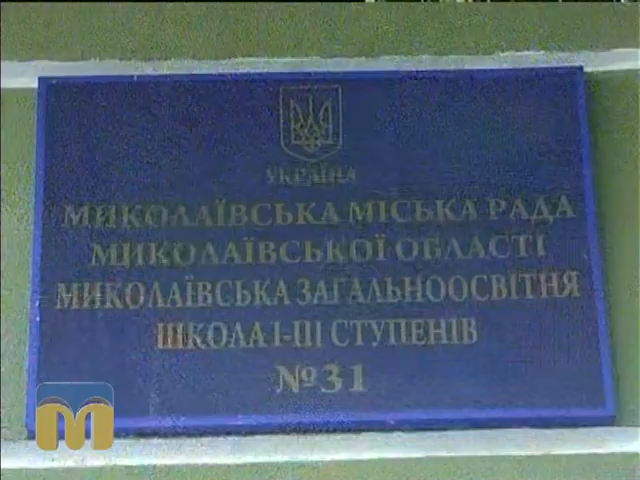 УКРАЇНА
МИКОЛАЇВСЬКА МІСЬКА РАДА
МИКОЛАЇВСЬКОЇ ОБЛАСТІ
МИКОЛАЇВСЬКА ЗАГАЛЬНООСВІТНЯ
ШКОЛА І-ІІІ СТУПЕНІВ
№31
М